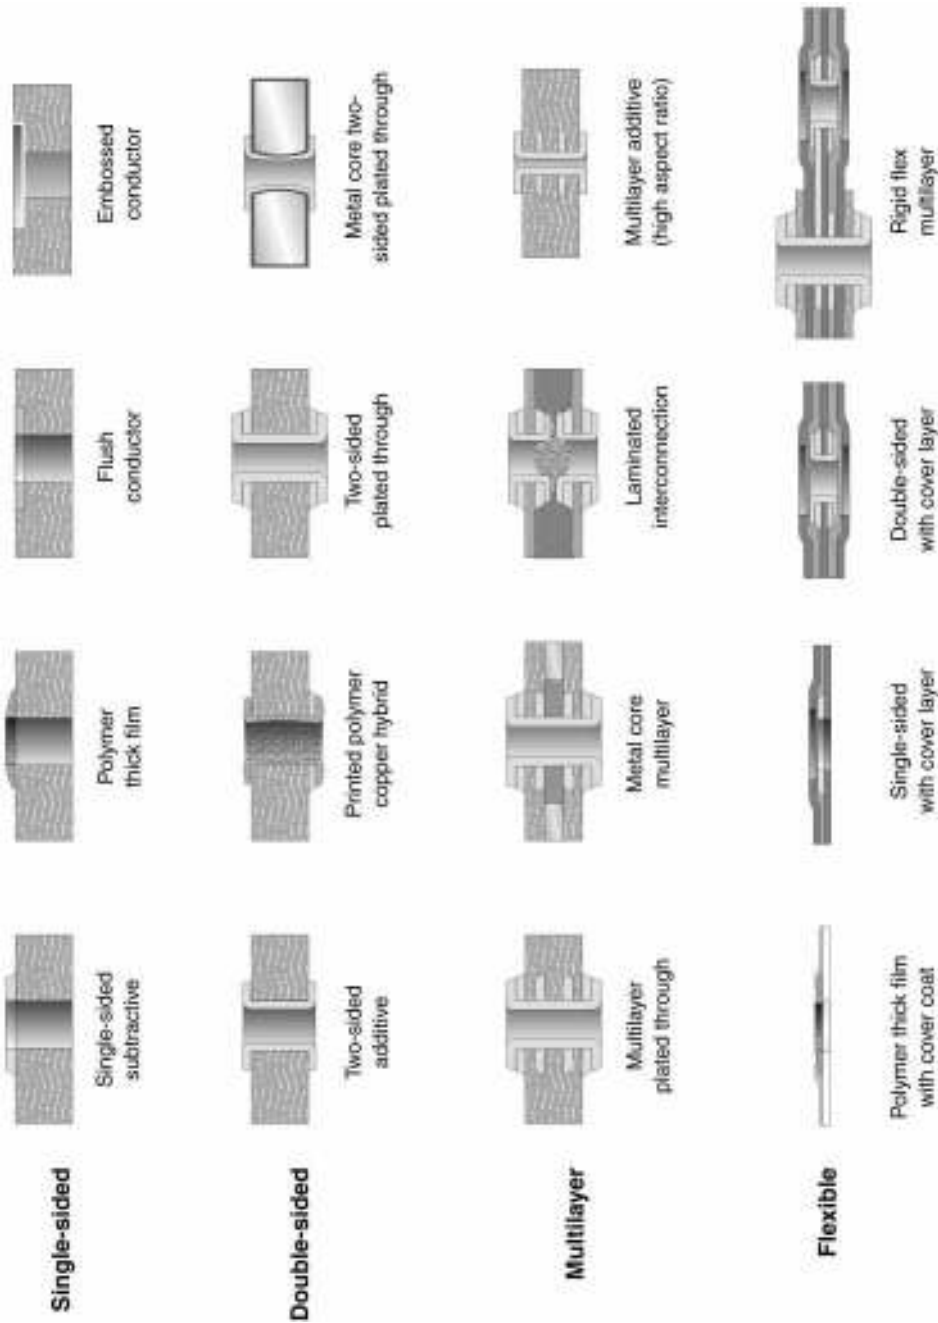 Single-sided
Single-sided
subtractive
Polymer
thick film
Flush
conductor
Embossed
conductor
Double-sided
Two-sided
additive
Printed polymer
copper hybrid
Two-sided
plated through
Metal core two-
sided plated through
Multilayer
Multilayer
plated through
Metal core
multilayer
Laminated
interconnection
Multilayer additive
(high aspect ratio)
Flexible
Polymer thick film
with cover coat
Single-sided
with cover layer
Double-sided
with cover layer
Rigid flex
multilayer